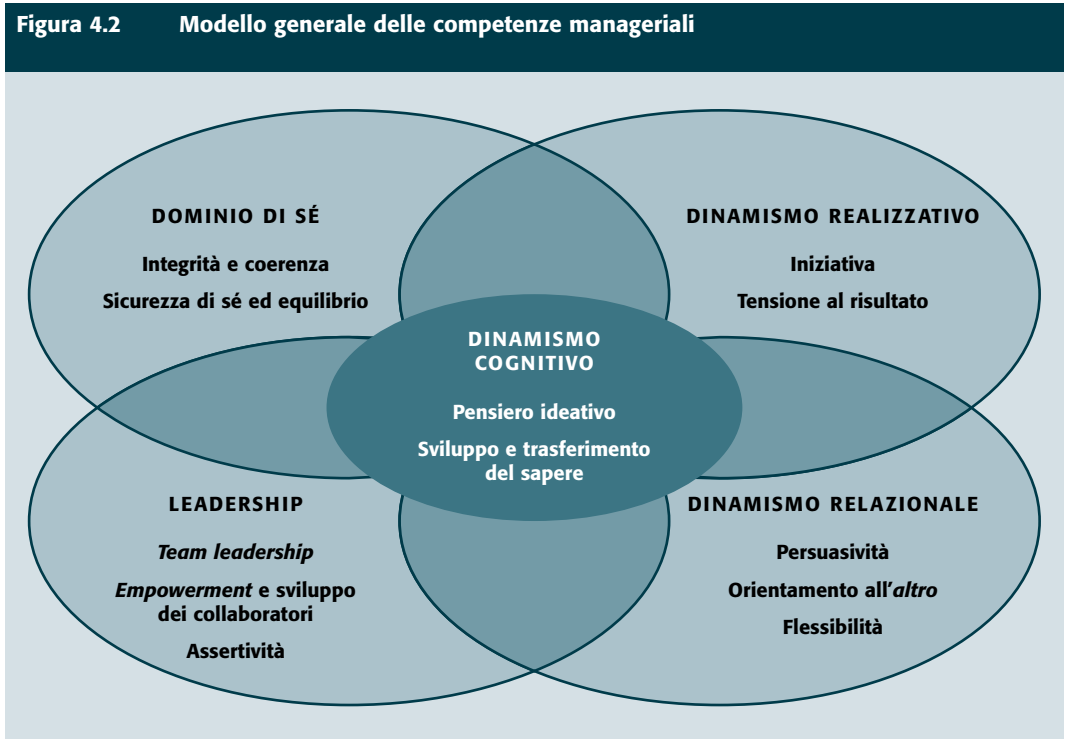 Figura 4.2 Modello generale delle competenze manageriali
DOMINIO DI SÉ
Integrità e coerenza
Sicurezza di sé ed equilibrio
DINAMISMO REALIZZATIVO
Iniziativa
Tensione al risultato
DINAMISMO
COGNITIVO
Pensiero ideativo
Sviluppo e trasferimento
del sapere
LEADERSHIP
Team leadership
Empowerment e sviluppo
dei collaboratori
Assertività
DINAMISMO RELAZIONALE
Persuasività
Orientamento all'altro
Flessibilità